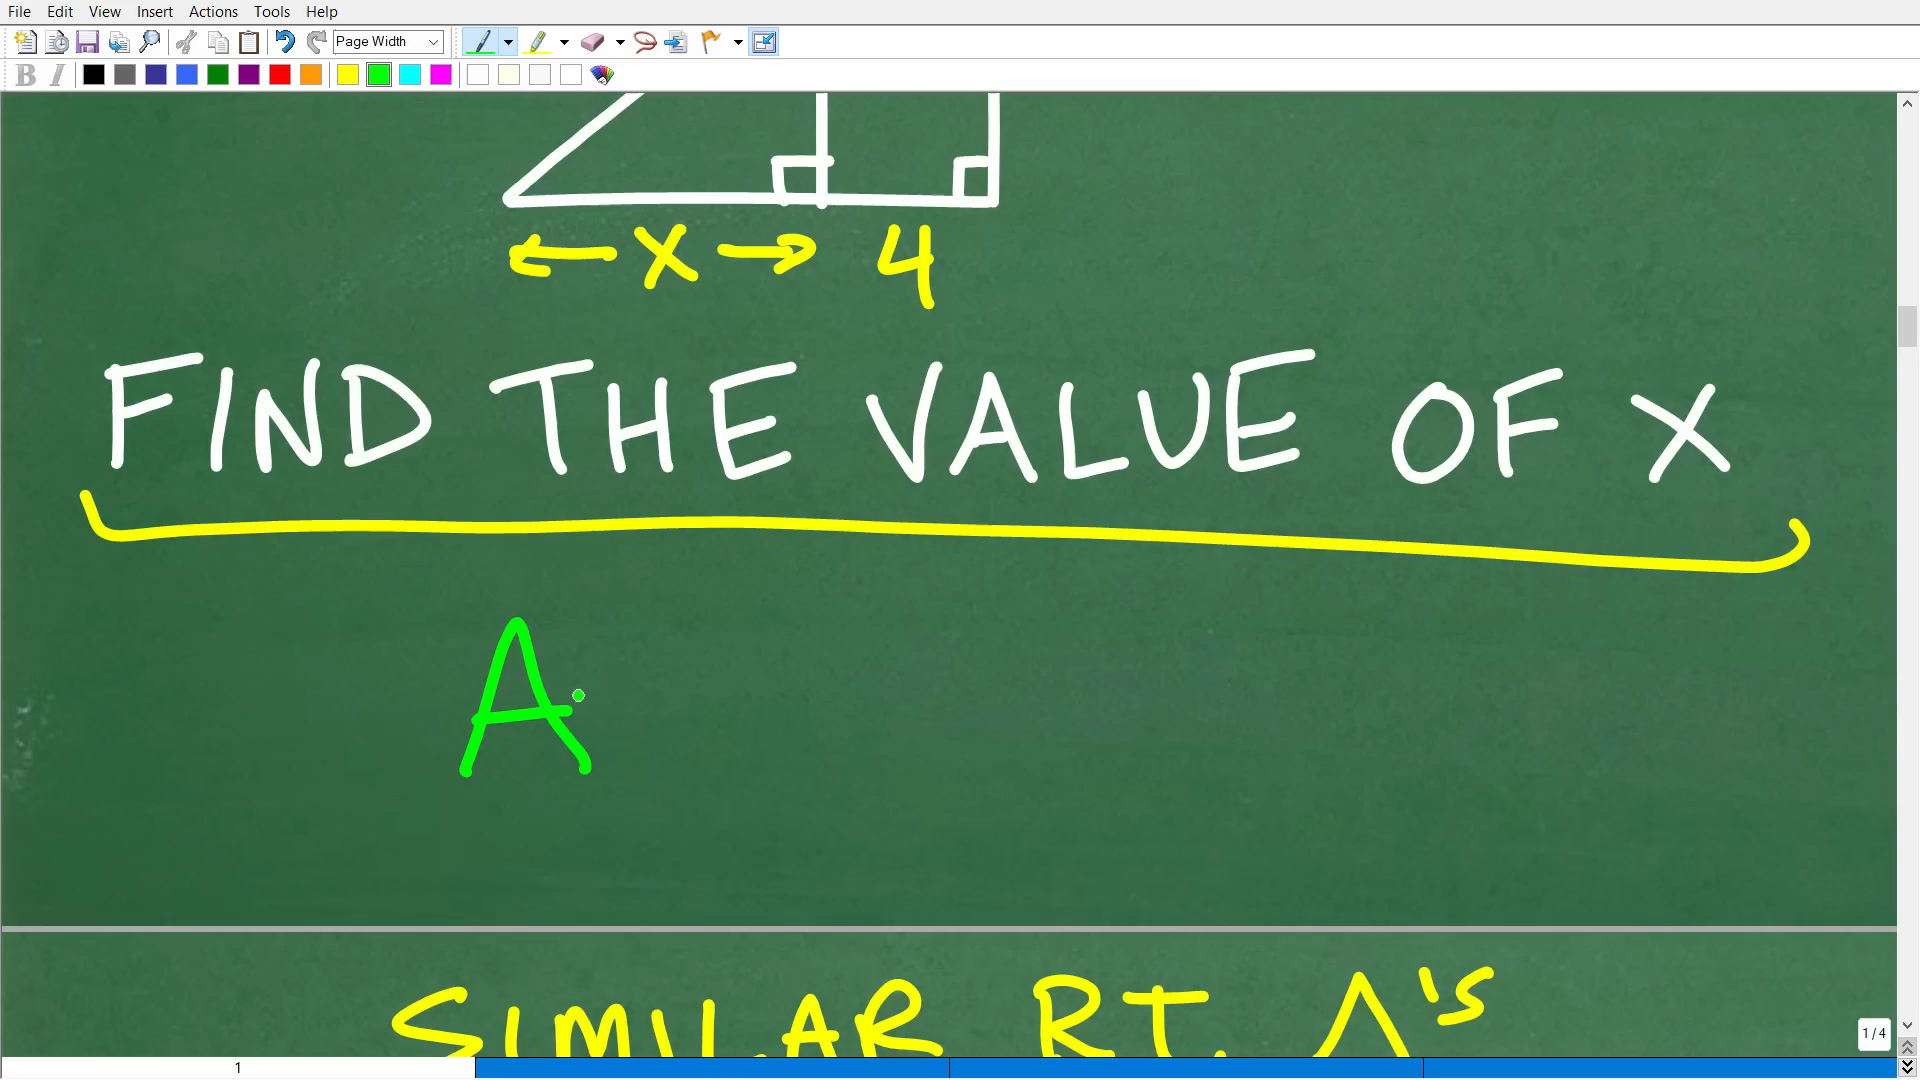 File Edit View Insert Actions Tools Help
Page Width
B I
← X → 4
FIND THE VALUE OF X
A
SIMILAR RT. Δ's
1 / 4
1